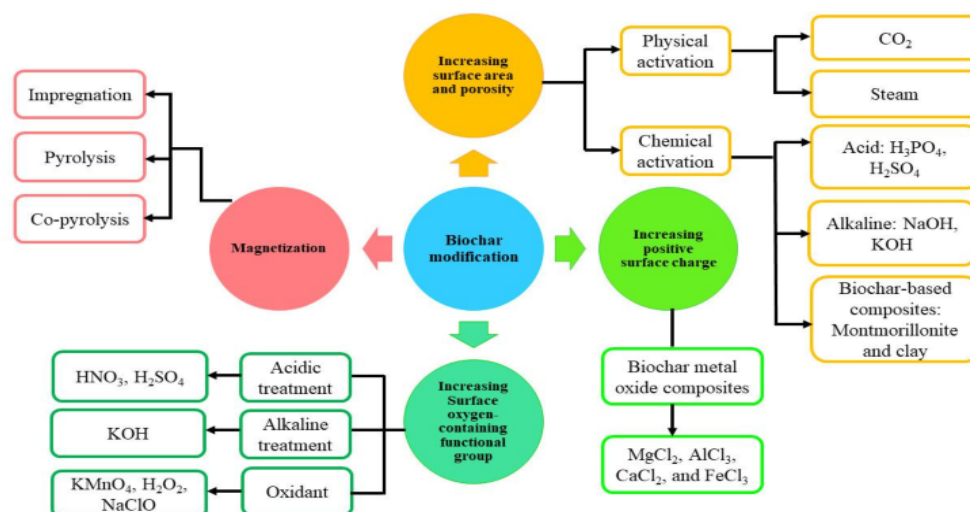 Increasing
surface area
and porosity
Physical
activation
CO₂
Steam
Chemical
activation
Acid: H₃PO₄,
H₂SO₄
Alkaline: NaOH,
KOH
Biochar-based
composites:
Montmorillonite
and clay
Impregnation
Pyrolysis
Co-pyrolysis
Magnetization
Biochar
modification
Increasing
positive
surface charge
Biochar metal
oxide composites
MgCl₂, AlCl₃,
CaCl₂, and FeCl₃
Increasing
Surface
oxygen-
containing
functional
group
Acidic
treatment
HNO₃, H₂SO₄
Alkaline
treatment
KOH
Oxidant
KMnO₄, H₂O₂,
NaClO